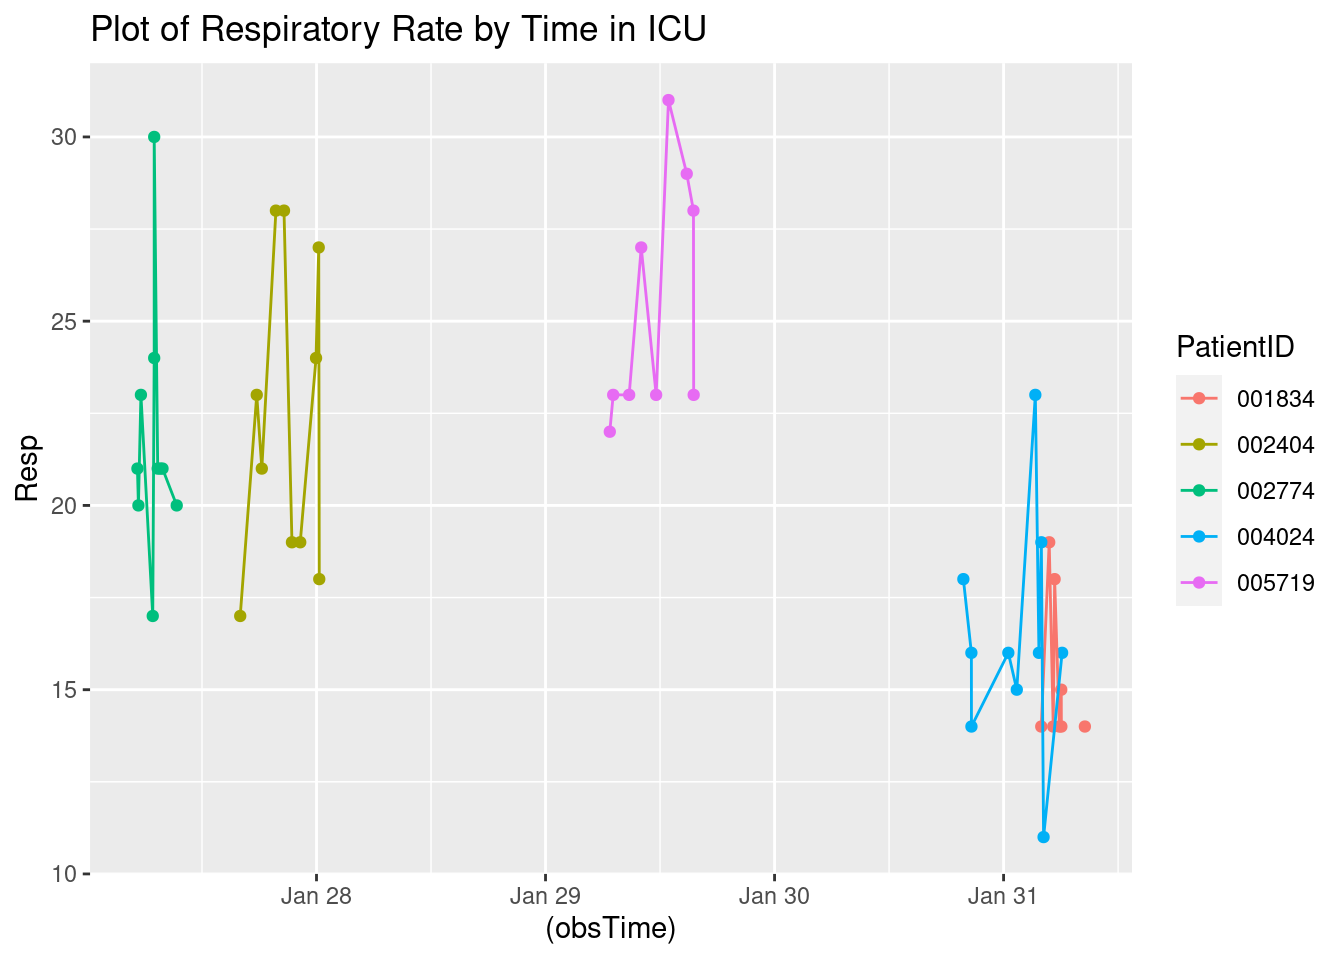 Plot of Respiratory Rate by Time in ICU
30
25
20
15
10
Resp
Jan 28
Jan 29
Jan 30
Jan 31
(obsTime)
PatientID
001834
002404
002774
004024
005719